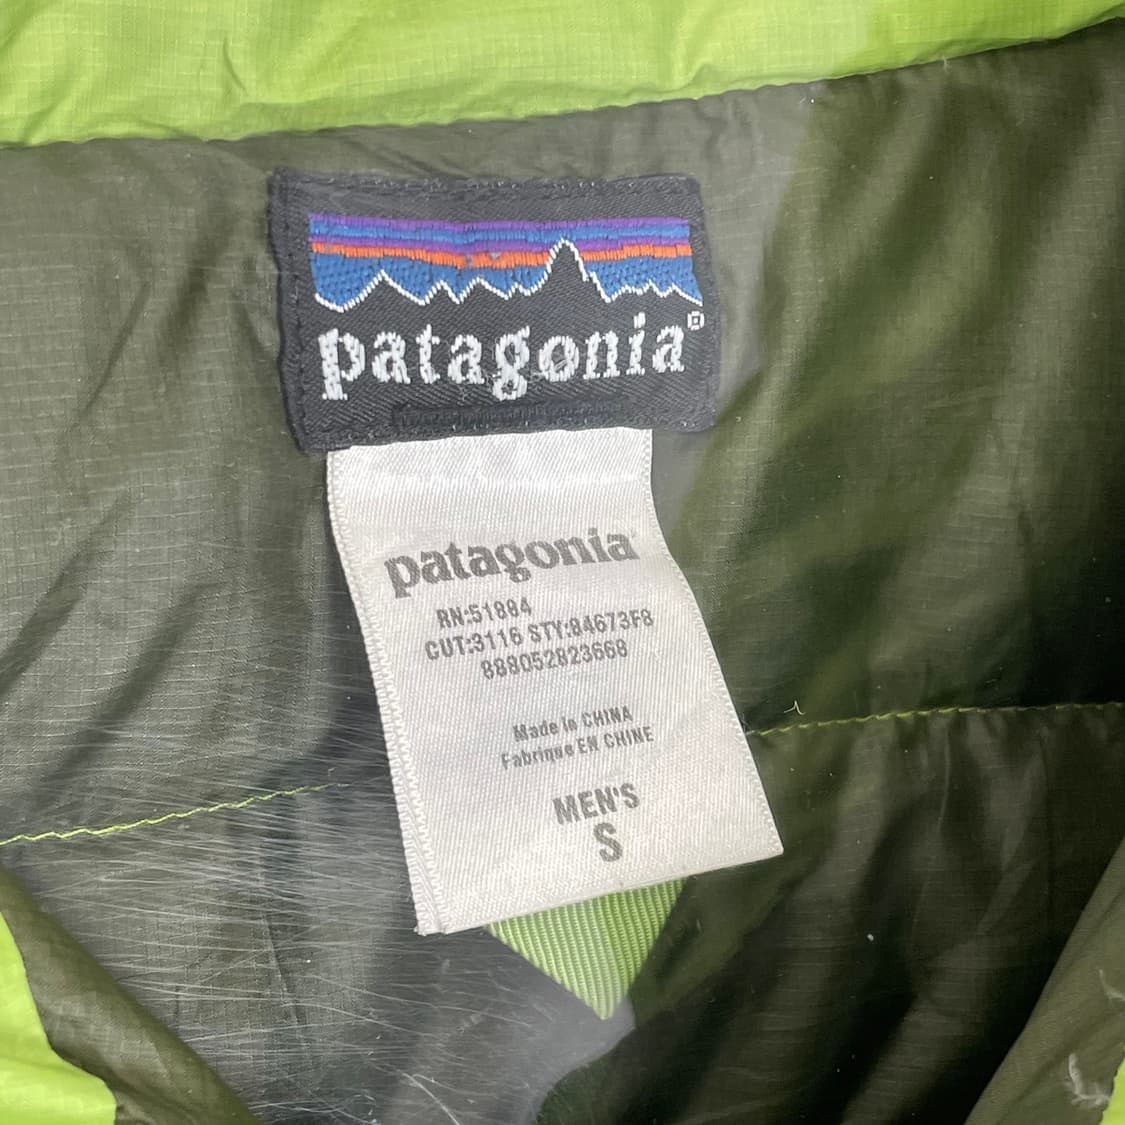 patagonia®
patagonia
RN:51884
CUT:3116 STY:84673F8
888052823668
Made in CHINA
Fabriqué EN CHINE
MEN'S
S